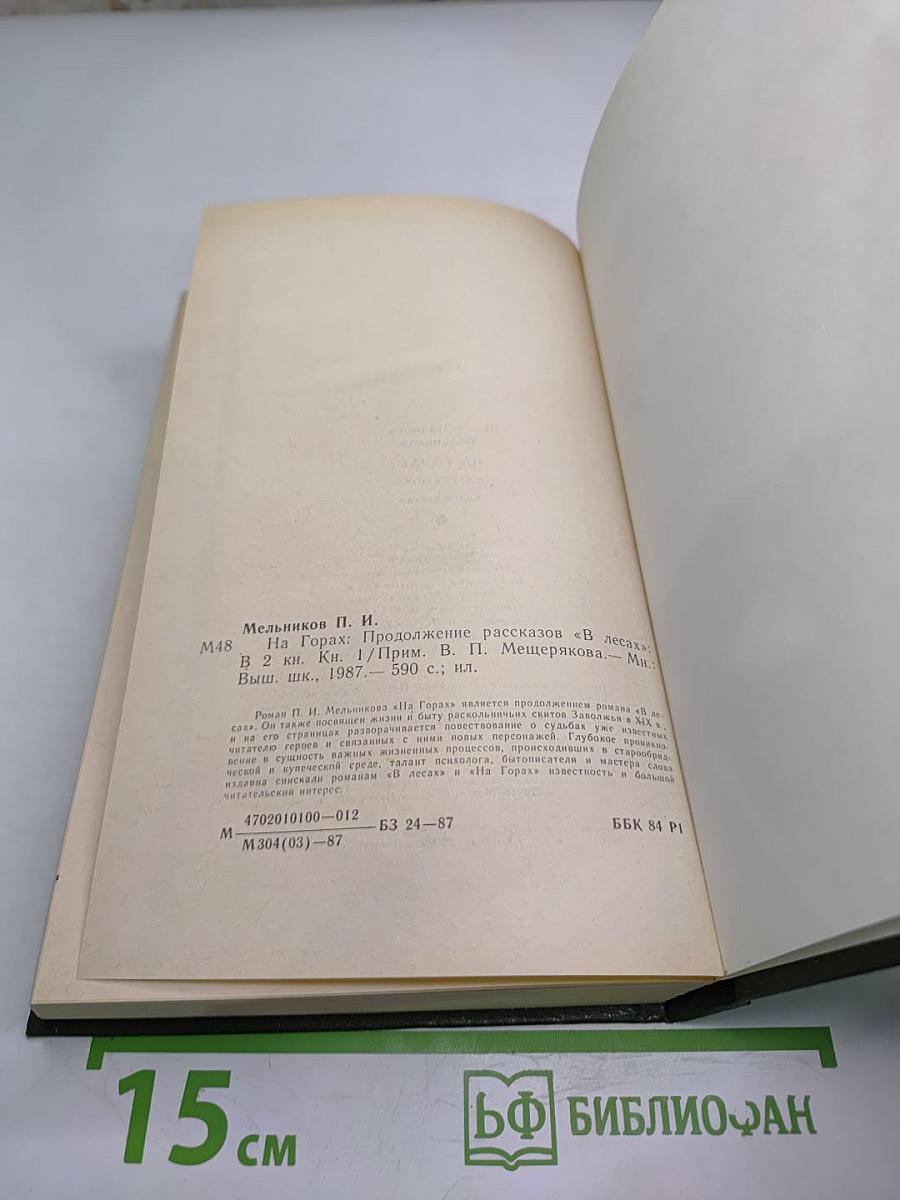 Мельников П. И.
М48 На Горах: Продолжение рассказов «В лесах»:
В 2 кн. Кн. 1/Прим. В. П. Мещерякова.— Мн.:
Выш. шк., 1987.— 590 с.; ил.
Роман П. И. Мельникова «На Горах» является продолжением романа «В ле-
сах». Он также посвящен жизни и быту раскольничьих скитов Заволжья в XIX в.,
и на его страницах разворачивается повествование о судьбах уже известных
читателю героев и связанных с ними новых персонажей. Глубокое проникно-
вение в сущность важных жизненных процессов, происходивших в старообряд-
ческой и купеческой среде, талант психолога, бытописателя и мастера слова
издавна снискали романам «В лесах» и «На Горах» известность и большой
читательский интерес.
4702010100—012
М БЗ 24—87 ББК 84 Р1
М304(03)—87
15 см
БФ БИБЛИОФАН